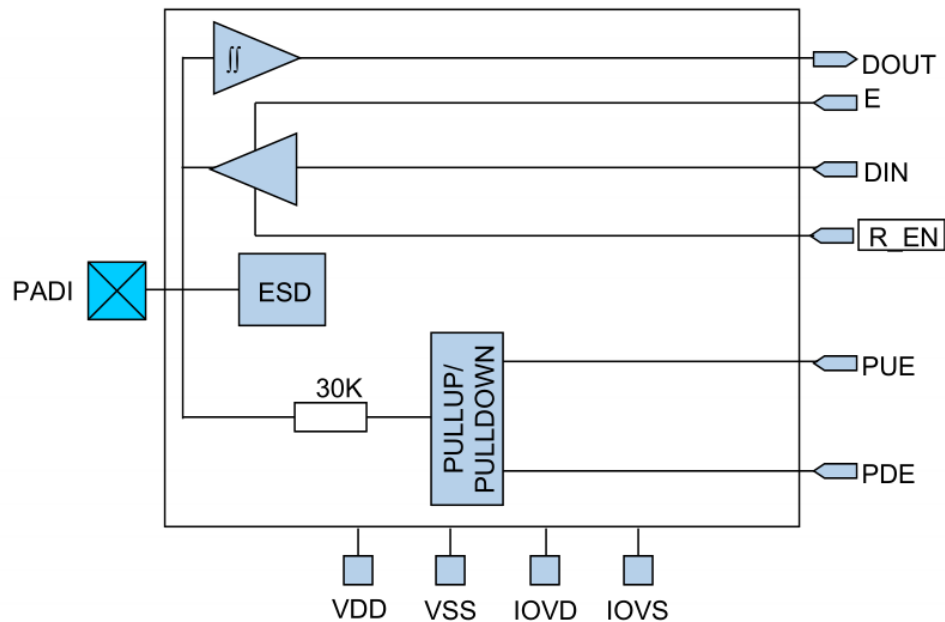 ∫∫
DOUT
E
DIN
R_EN
PADI
ESD
30K
PULLUP/
PULLDOWN
PUE
PDE
VDD
VSS
IOVD
IOVS